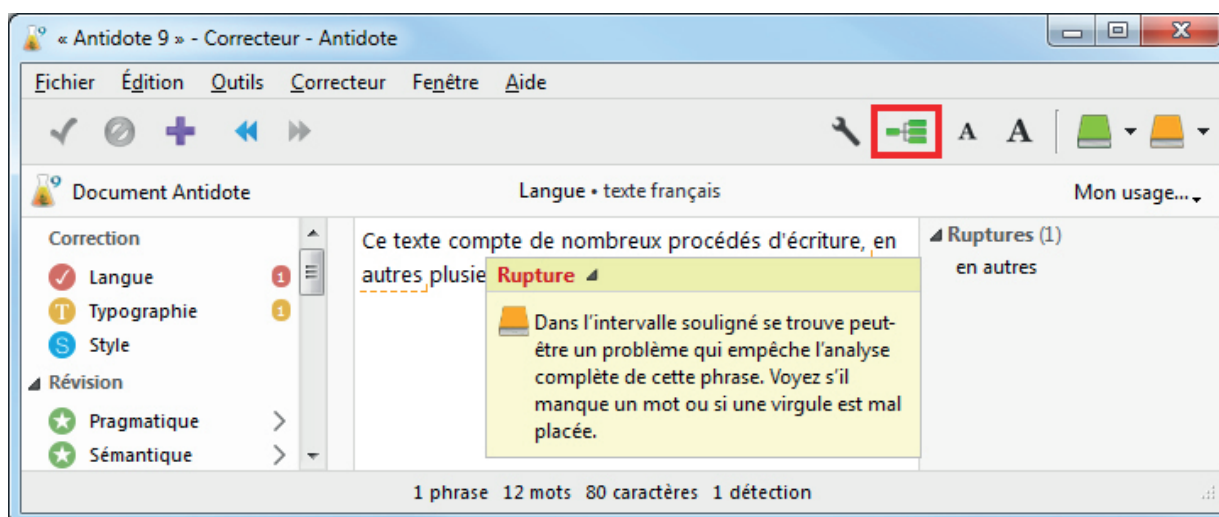 « Antidote 9 » - Correcteur - Antidote
Fichier Édition Outils Correcteur Fenêtre Aide
A A
9 Document Antidote Langue • texte français Mon usage...
Correction
Langue 1
T Typographie 1
S Style
Révision
Pragmatique
Sémantique
Ce texte compte de nombreux procédés d'écriture, en
autres plusie
Rupture
Dans l'intervalle souligné se trouve peut-
être un problème qui empêche l'analyse
complète de cette phrase. Voyez s'il
manque un mot ou si une virgule est mal
placée.
Ruptures (1)
en autres
1 phrase 12 mots 80 caractères 1 détection